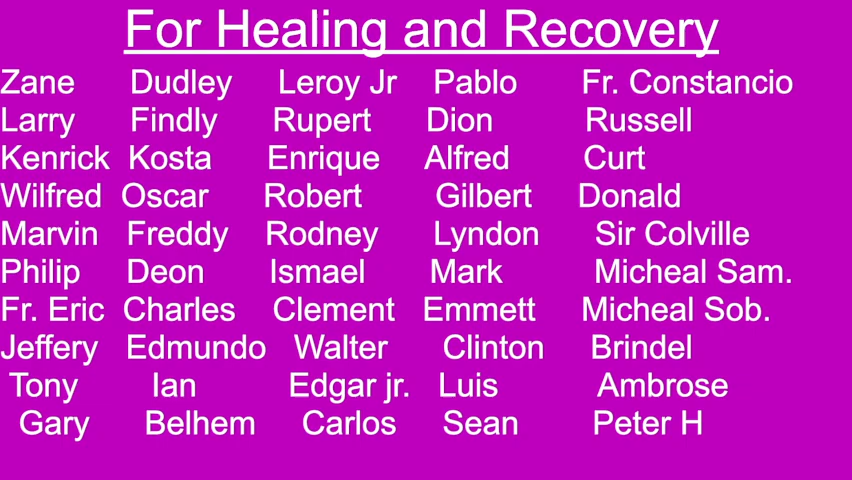 For Healing and Recovery
Zane Dudley Leroy Jr Pablo Fr. Constancio
Larry Findly Rupert Dion Russell
Kenrick Kosta Enrique Alfred Curt
Wilfred Oscar Robert Gilbert Donald
Marvin Freddy Rodney Lyndon Sir Colville
Philip Deon Ismael Mark Micheal Sam.
Fr. Eric Charles Clement Emmett Micheal Sob.
Jeffery Edmundo Walter Clinton Brindel
Tony Ian Edgar jr. Luis Ambrose
Gary Belhem Carlos Sean Peter H